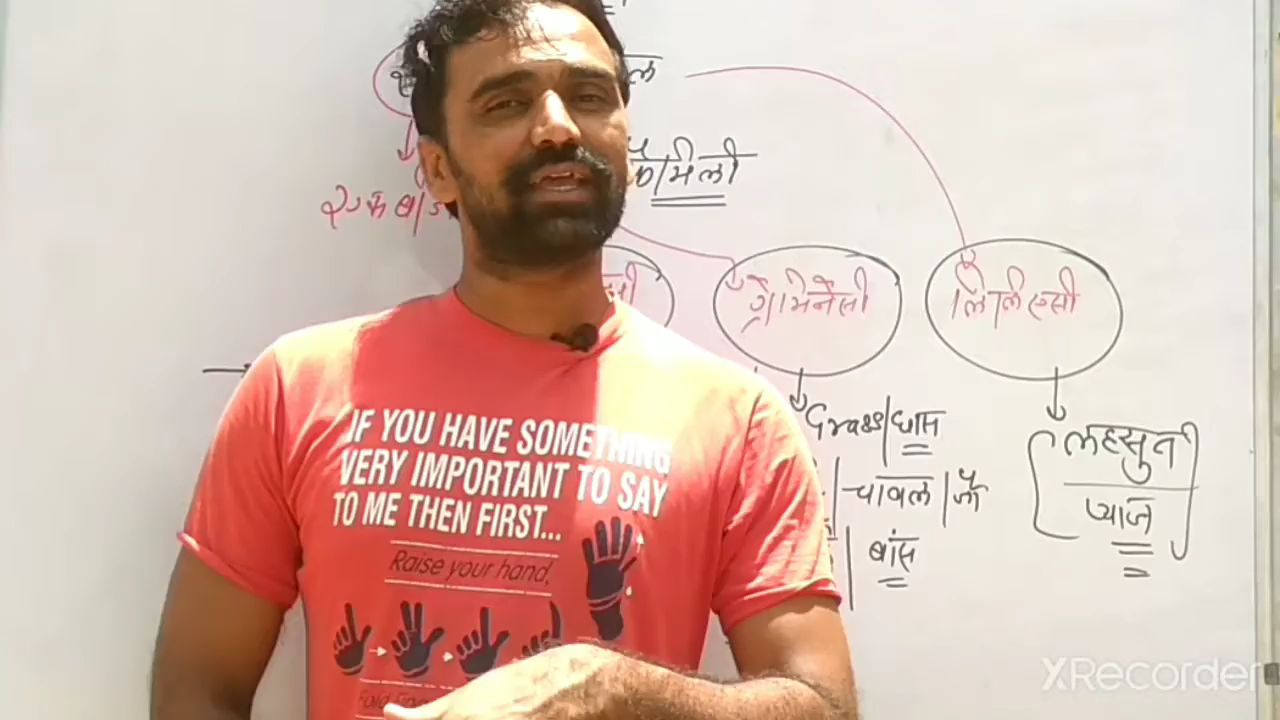 फैमिली
ग्रेमिनेसी
लिलिएसी
Grass/घास
चावल/जौ
बांस
लहसुन
प्याज
IF YOU HAVE SOMETHING
VERY IMPORTANT TO SAY
TO ME THEN FIRST...
Raise your hand,
XRecorder